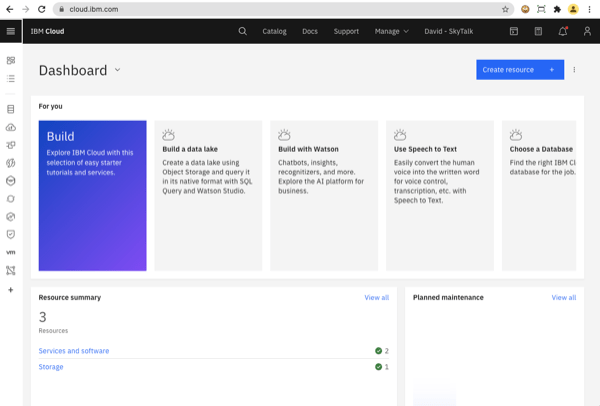 cloud.ibm.com
IBM Cloud
Catalog
Docs
Support
Manage
David - SkyTalk
Dashboard
Create resource +
For you
Build
Explore IBM Cloud with this
selection of easy starter
tutorials and services.
Build a data lake
Create a data lake using
Object Storage and query it
in its native format with SQL
Query and Watson Studio.
Build with Watson
Chatbots, insights,
recognizers, and more.
Explore the AI platform for
business.
Use Speech to Text
Easily convert the human
voice into the written word
for voice control,
transcription, etc. with
Speech to Text.
Choose a Database
Find the right IBM Cl
database for the job.
vm
Resource summary
View all
3
Resources
Services and software
2
Storage
1
Planned maintenance
View all